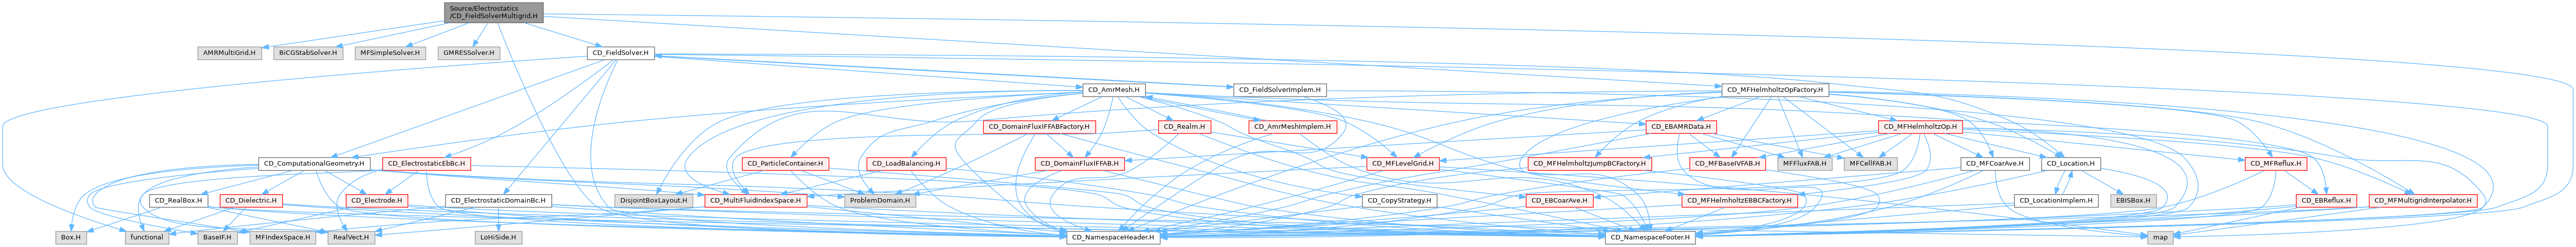 Source/Electrostatics
/CD_FieldSolverMultigrid.H
AMRMultiGrid.H
BiCGStabSolver.H
MFSimpleSolver.H
GMRESSolver.H
CD_FieldSolver.H
CD_AmrMesh.H
CD_FieldSolverImplem.H
CD_MFHelmholtzOpFactory.H
CD_DomainFluxIFFABFactory.H
CD_Realm.H
CD_AmrMeshImplem.H
CD_EBAMRData.H
CD_MFHelmholtzOp.H
CD_ComputationalGeometry.H
CD_ElectrostaticEbBc.H
CD_ParticleContainer.H
CD_LoadBalancing.H
CD_DomainFluxIFFAB.H
CD_MFLevelGrid.H
CD_MFHelmholtzJumpBCFactory.H
CD_MFBaseIVFAB.H
MFFluxFAB.H
MFCellFAB.H
CD_MFCoarAve.H
CD_Location.H
CD_MFReflux.H
CD_RealBox.H
CD_Dielectric.H
CD_Electrode.H
CD_ElectrostaticDomainBc.H
DisjointBoxLayout.H
CD_MultiFluidIndexSpace.H
ProblemDomain.H
CD_CopyStrategy.H
CD_EBCoarAve.H
CD_MFHelmholtzEBBCFactory.H
CD_LocationImplem.H
EBISBox.H
CD_EBReflux.H
CD_MFMultigridInterpolator.H
Box.H
functional
BaseIF.H
MFIndexSpace.H
RealVect.H
LoHiSide.H
CD_NamespaceHeader.H
CD_NamespaceFooter.H
map